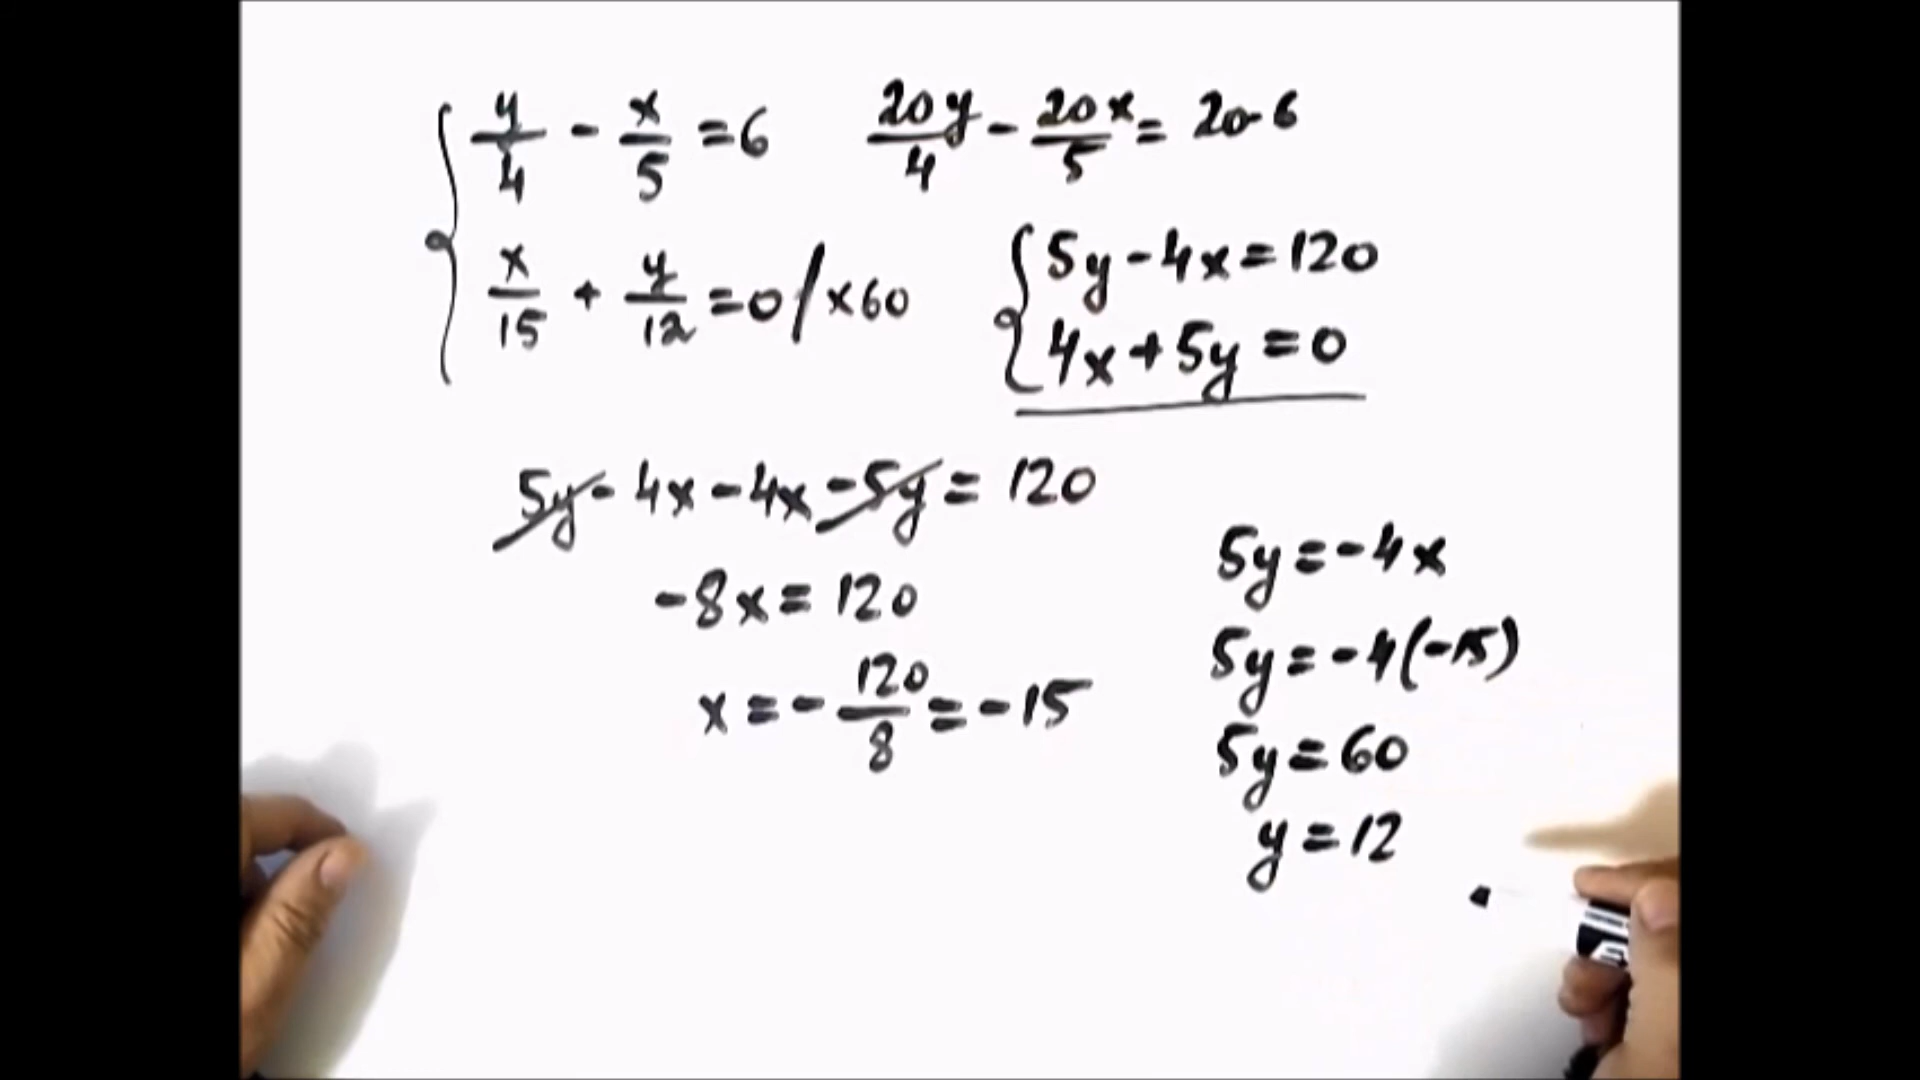 y/4 - x/5 = 6
20y/4 - 20x/5 = 20·6
x/15 + y/12 = 0 / ×60
5y - 4x = 120
4x + 5y = 0
5y - 4x - 4x - 5y = 120
-8x = 120
x = - 120/8 = -15
5y = -4x
5y = -4(-15)
5y = 60
y = 12